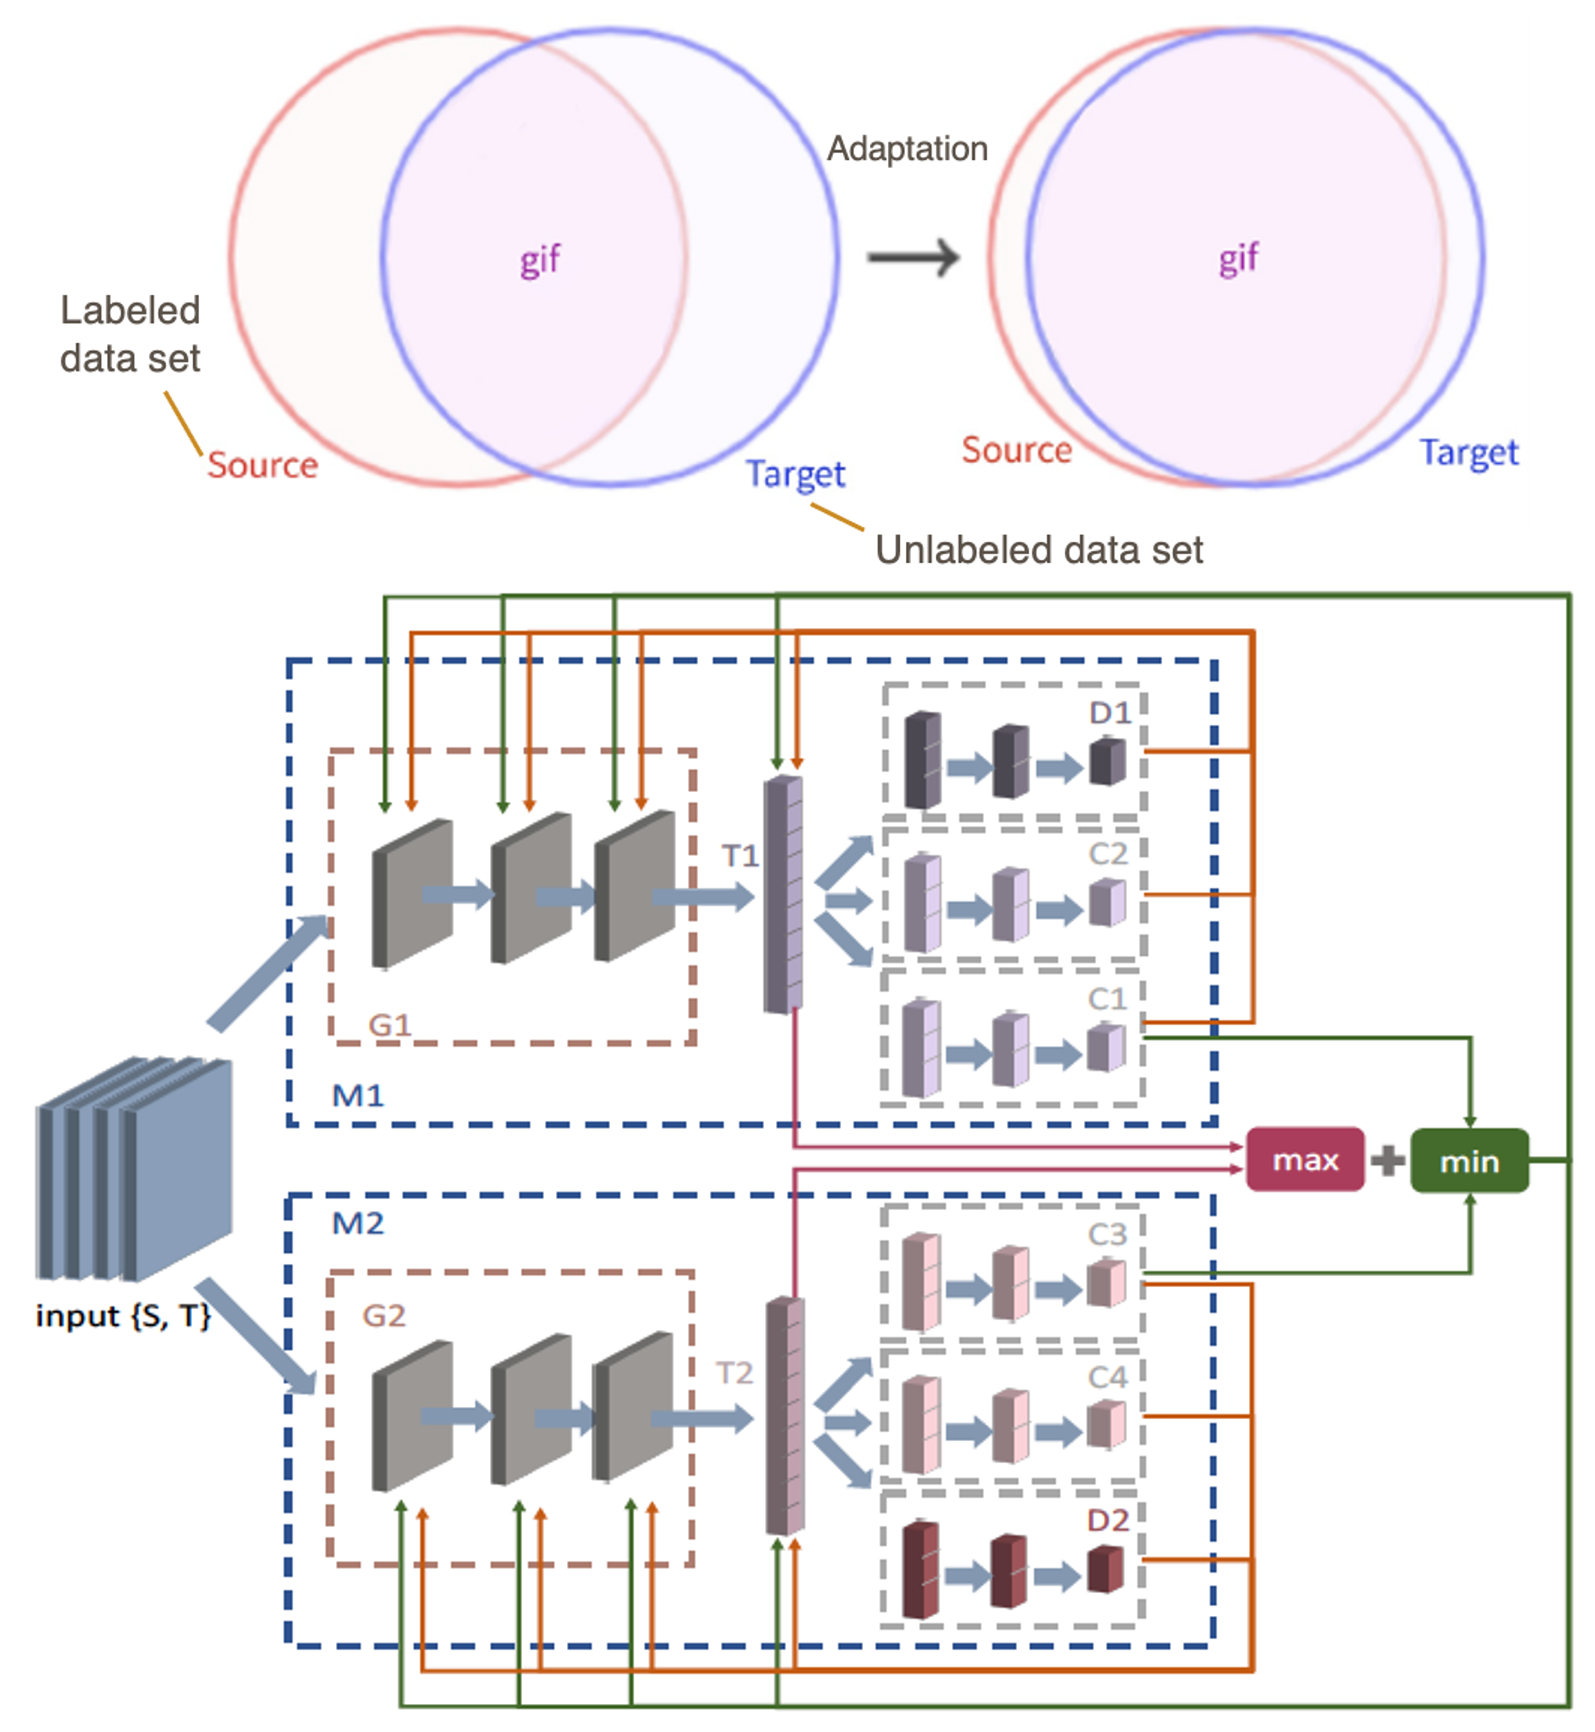 Adaptation
gif
gif
Labeled
data set
Source
Target
Source
Target
Unlabeled data set
D1
T1
C2
G1
C1
M1
max
min
M2
C3
input {S, T}
G2
T2
C4
D2